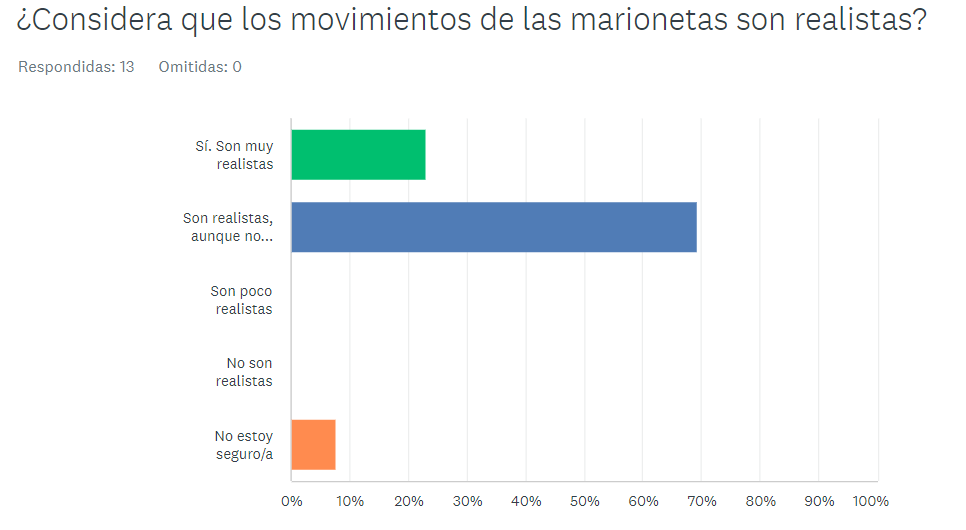 ¿Considera que los movimientos de las marionetas son realistas?
Respondidas: 13 Omitidas: 0
Sí. Son muy
realistas
Son realistas,
aunque no...
Son poco
realistas
No son
realistas
No estoy
seguro/a
0% 10% 20% 30% 40% 50% 60% 70% 80% 90% 100%